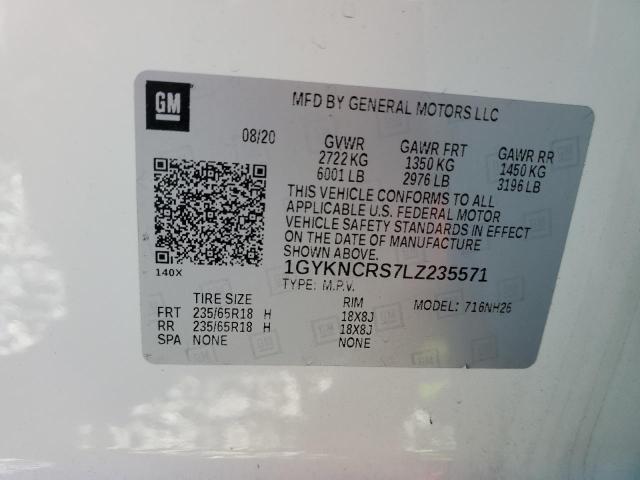 GM
MFD BY GENERAL MOTORS LLC
08/20
GVWR GAWR FRT GAWR RR
2722 KG 1350 KG 1450 KG
6001 LB 2976 LB 3196 LB
THIS VEHICLE CONFORMS TO ALL
APPLICABLE U.S. FEDERAL MOTOR
VEHICLE SAFETY STANDARDS IN EFFECT
ON THE DATE OF MANUFACTURE
SHOWN ABOVE.
140X
1GYKNCRS7LZ235571
TYPE: M.P.V.
MODEL: 716NH26
TIRE SIZE RIM
FRT 235/65R18 H 18X8J
RR 235/65R18 H 18X8J
SPA NONE NONE